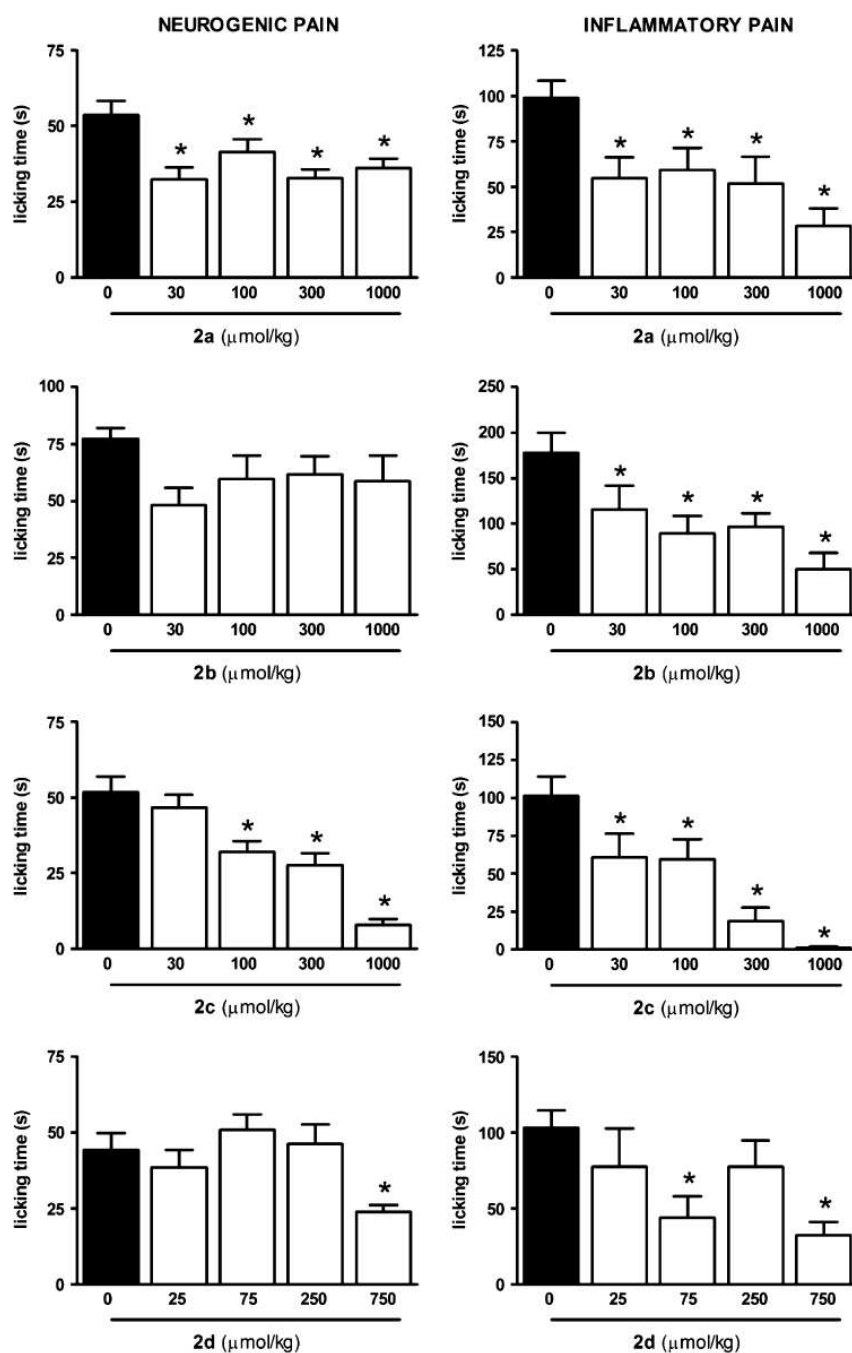 NEUROGENIC PAIN
INFLAMMATORY PAIN
licking time (s)
75
50
25
0
* * * *
0 30 100 300 1000
2a (μmol/kg)
licking time (s)
125
100
75
50
25
0
* * * *
0 30 100 300 1000
2a (μmol/kg)
licking time (s)
100
75
50
25
0
0 30 100 300 1000
2b (μmol/kg)
licking time (s)
250
200
150
100
50
0
* * * *
0 30 100 300 1000
2b (μmol/kg)
licking time (s)
75
50
25
0
* * *
0 30 100 300 1000
2c (μmol/kg)
licking time (s)
150
125
100
75
50
25
0
* * * *
0 30 100 300 1000
2c (μmol/kg)
licking time (s)
75
50
25
0
*
0 25 75 250 750
2d (μmol/kg)
licking time (s)
150
100
50
0
* *
0 25 75 250 750
2d (μmol/kg)